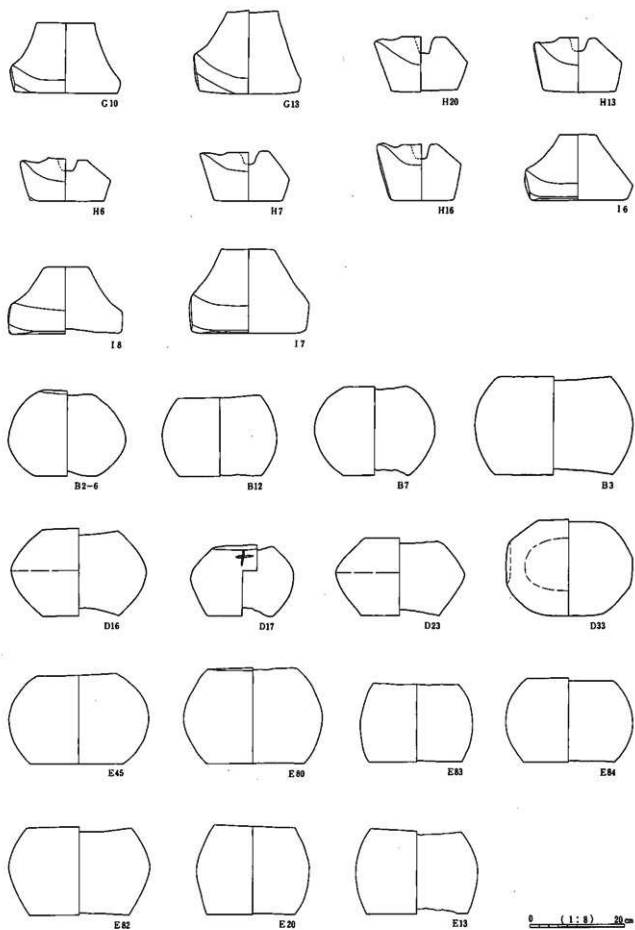 G10 G13 H20 H13
H6 H7 H16 I6
I8 I7
B2-6 B12 B7 B3
D16 D17 D23 D33
E45 E80 E83 E84
E82 E20 E13
0 (1:8) 20cm